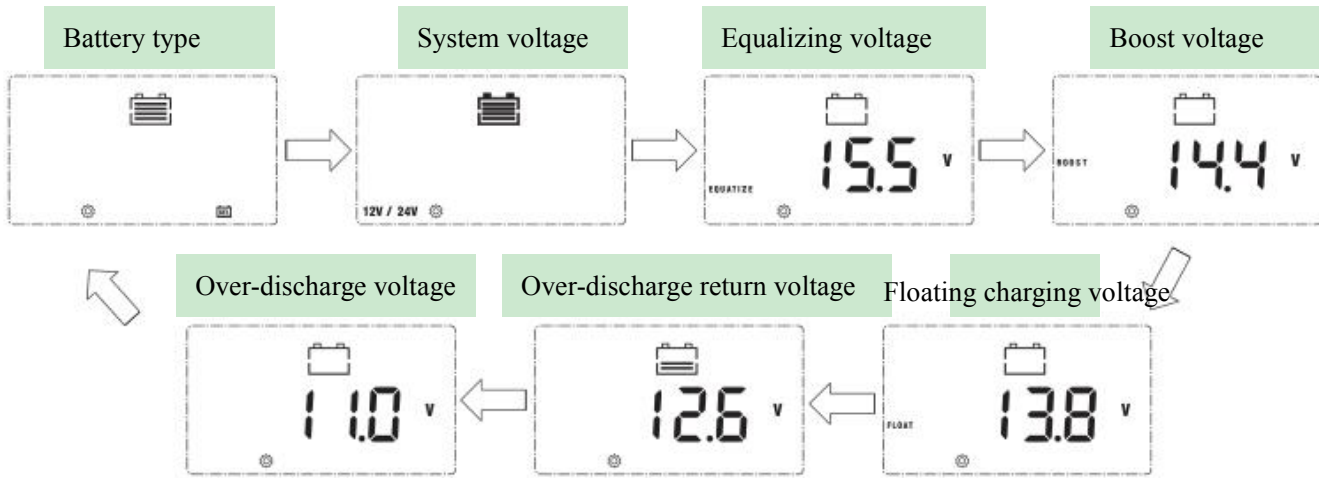 Battery type
System voltage
Equalizing voltage
Boost voltage
12V / 24V
EQUATIZE
15.5 V
BOOST
14.4 V
Over-discharge voltage
Over-discharge return voltage
Floating charging voltage
11.0 V
12.6 V
FLOAT
13.8 V